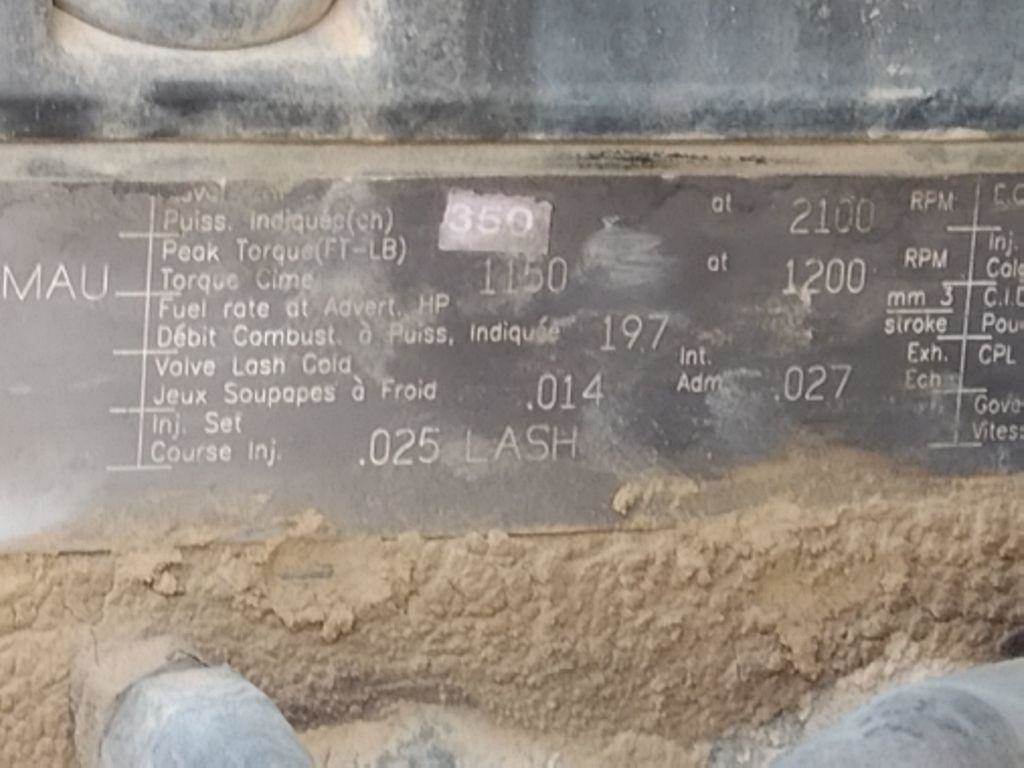 Puiss. Indiquée(ch) 350 at 2100 RPM
Peak Torque(FT-LB)
MAU Torque Cime 1150 at 1200 RPM
Fuel rate at Advert. HP mm 3
Débit Combust. à Puiss, Indiquée 197 stroke
Valve Lash Cold Int. Exh.
Jeux Soupapes à Froid .014 Adm. .027 Ech
Inj. Set
Course Inj. .025 LASH
Inj.
C.I.D
CPL